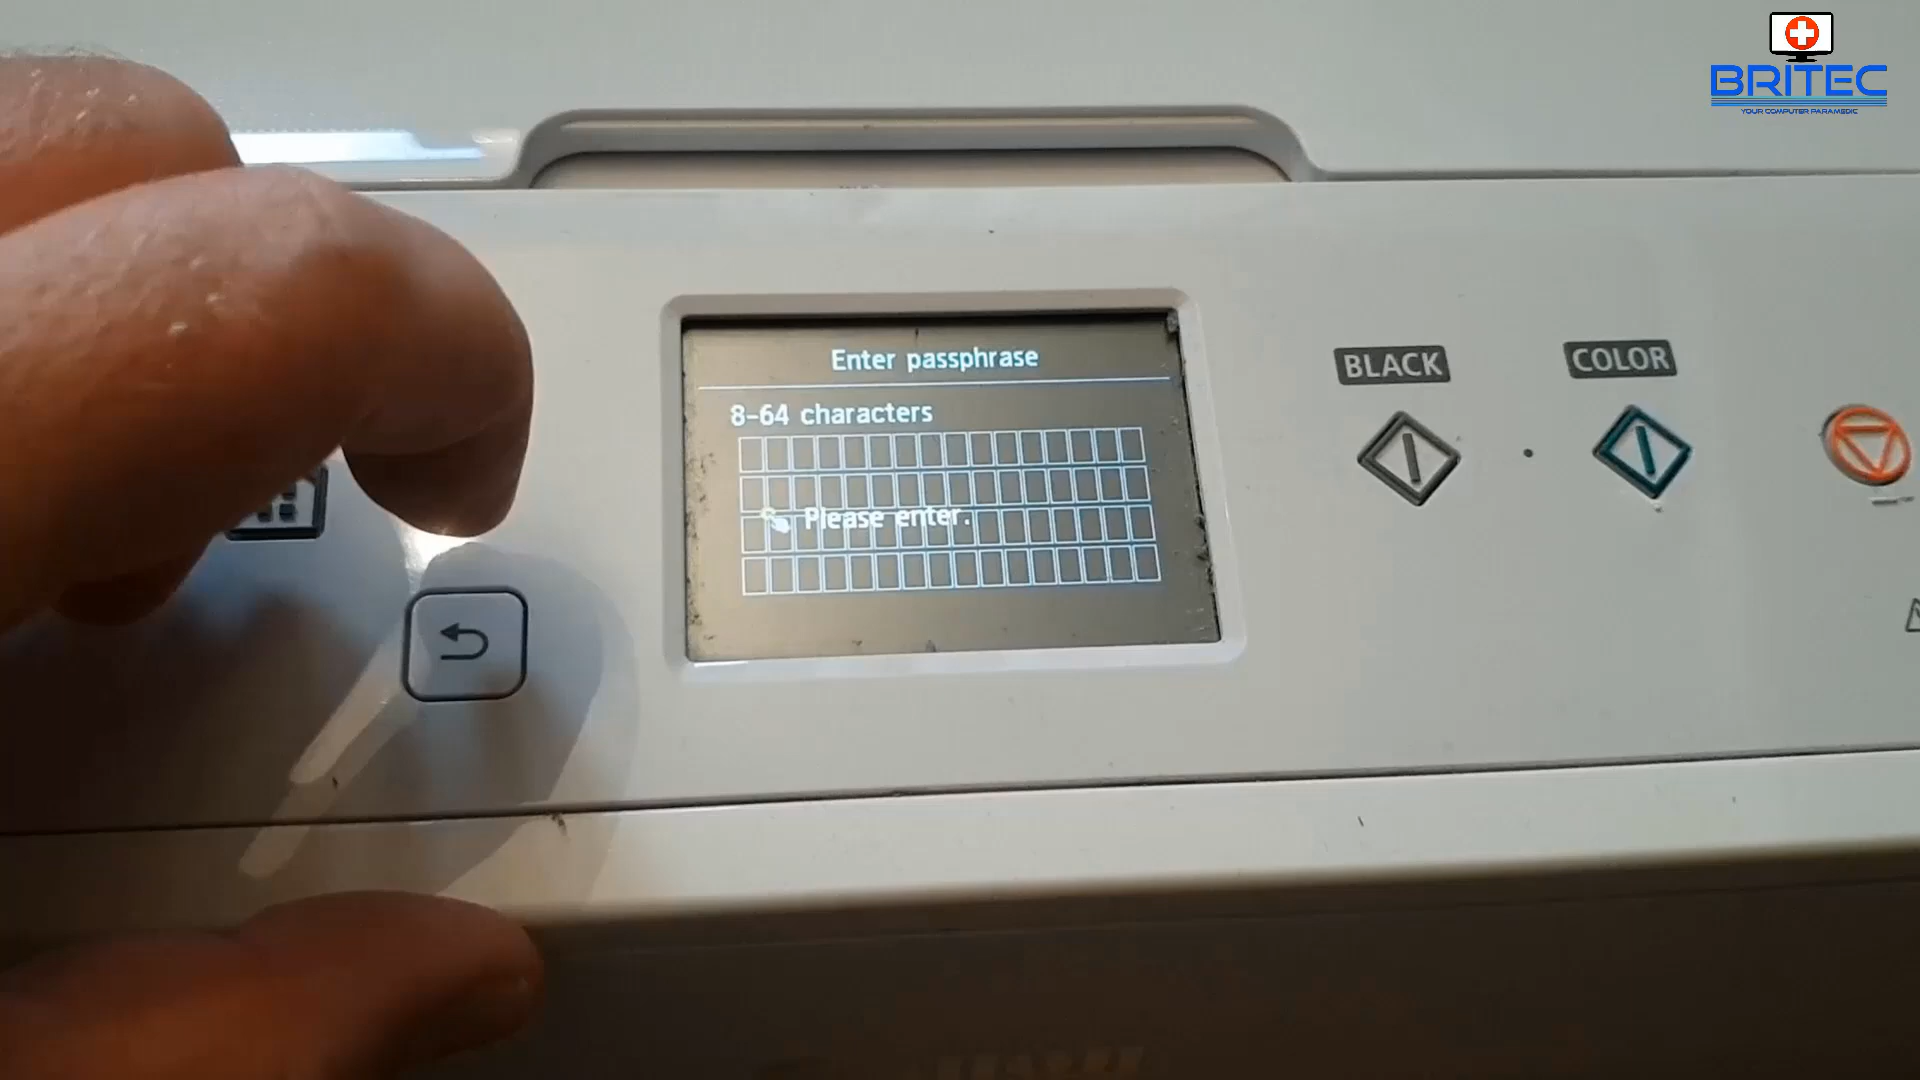 BRITEC
YOUR COMPUTER PARAMEDIC
Enter passphrase
8-64 characters
Please enter.
BLACK
COLOR